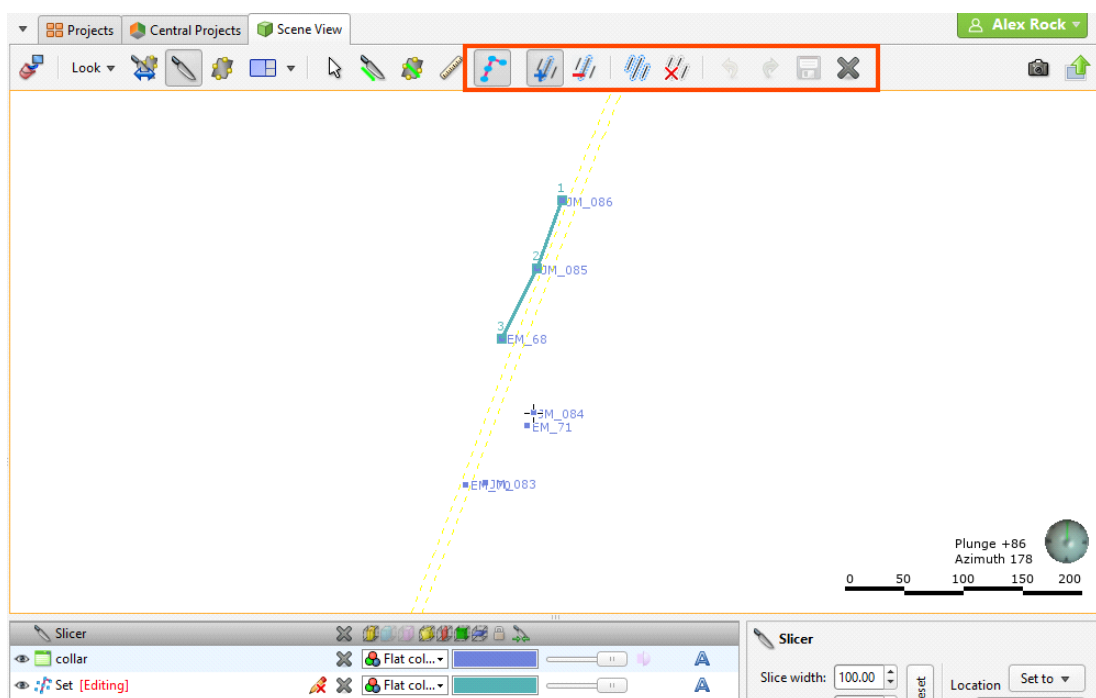 Projects Central Projects Scene View Alex Rock
Look
1
JM_086
2
JM_085
3
EM_68
JM_084
EM_71
JM_083
Plunge +86
Azimuth 178
0 50 100 150 200
Slicer
Slicer
collar Flat col...
Slice width: 100.00 Location Set to
Set [Editing] Flat col...